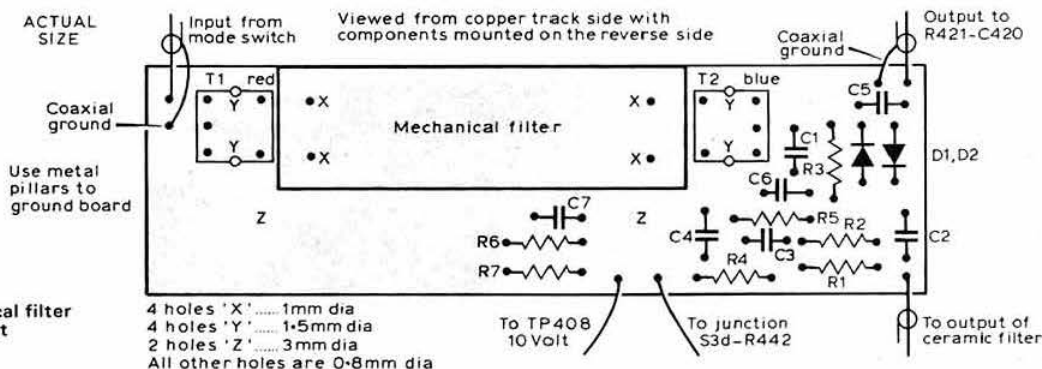 ACTUAL
SIZE
Input from
mode switch
Viewed from copper track side with
components mounted on the reverse side
Coaxial
ground
Output to
R421-C420
T1 red
T2 blue
C5
Y
Y
X
X
Mechanical filter
X
X
Y
Y
C1
R3
D1,D2
Coaxial
ground
Use metal
pillars to
ground board
C6
Z
C7
Z
R5
R6
C4
C3
R2
C2
R7
R4
R1
cal filter
t
4 holes 'X' ...... 1mm dia
4 holes 'Y' ..... 1·5mm dia
2 holes 'Z' ..... 3mm dia
All other holes are 0·8mm dia
To TP408
10 Volt
To junction
S3d-R442
To output of
ceramic filter